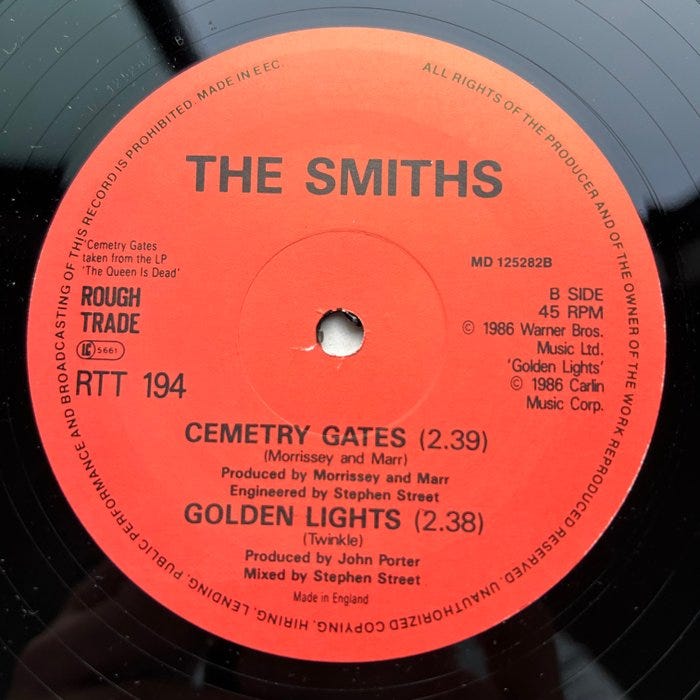 ALL RIGHTS OF THE PRODUCER AND OF THE OWNER OF THE WORK REPRODUCED RESERVED. UNAUTHORIZED COPYING, HIRING, LENDING, PUBLIC PERFORMANCE AND BROADCASTING OF THIS RECORD IS PROHIBITED. MADE IN EEC.
THE SMITHS
'Cemetry Gates
taken from the LP
'The Queen Is Dead'
ROUGH
TRADE
LC 5661
RTT 194
MD 125282B
B SIDE
45 RPM
© 1986 Warner Bros.
Music Ltd.
'Golden Lights'
© 1986 Carlin
Music Corp.
CEMETRY GATES (2.39)
(Morrissey and Marr)
Produced by Morrissey and Marr
Engineered by Stephen Street
GOLDEN LIGHTS (2.38)
(Twinkle)
Produced by John Porter
Mixed by Stephen Street
Made in England